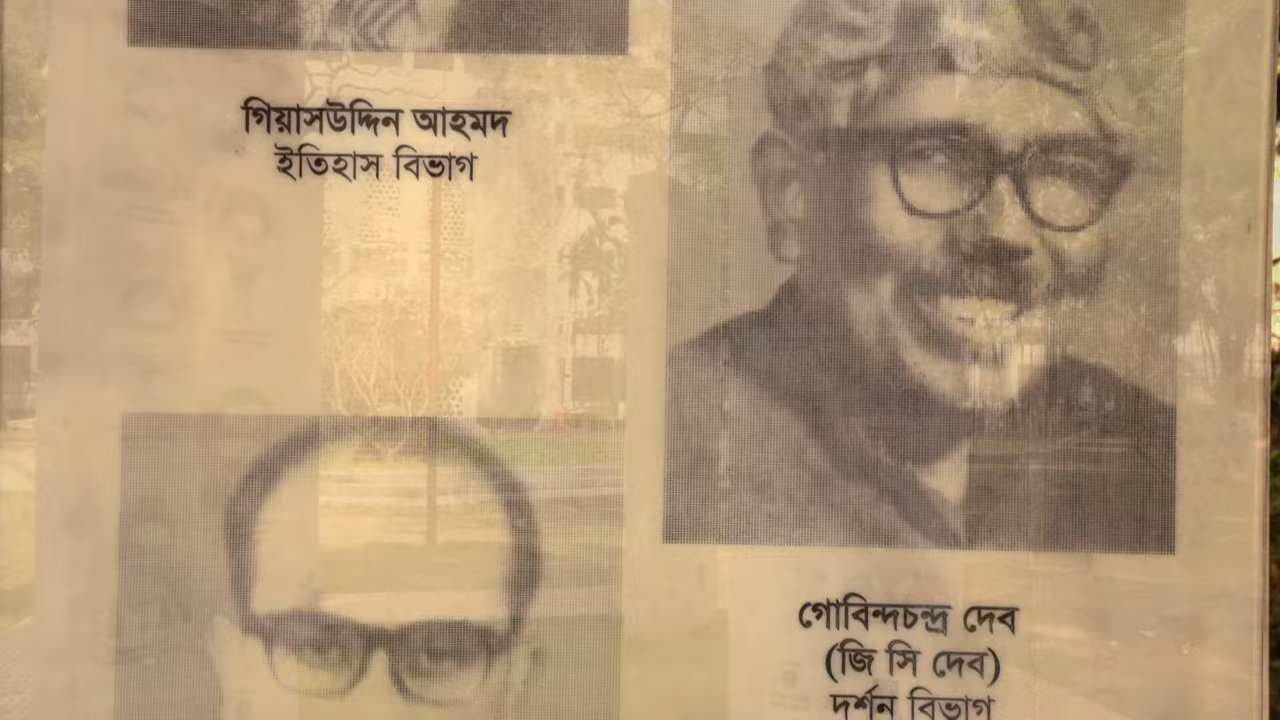 গিয়াসউদ্দিন আহমদ
ইতিহাস বিভাগ
গোবিন্দচন্দ্র দেব
(জি সি দেব)
দর্শন বিভাগ